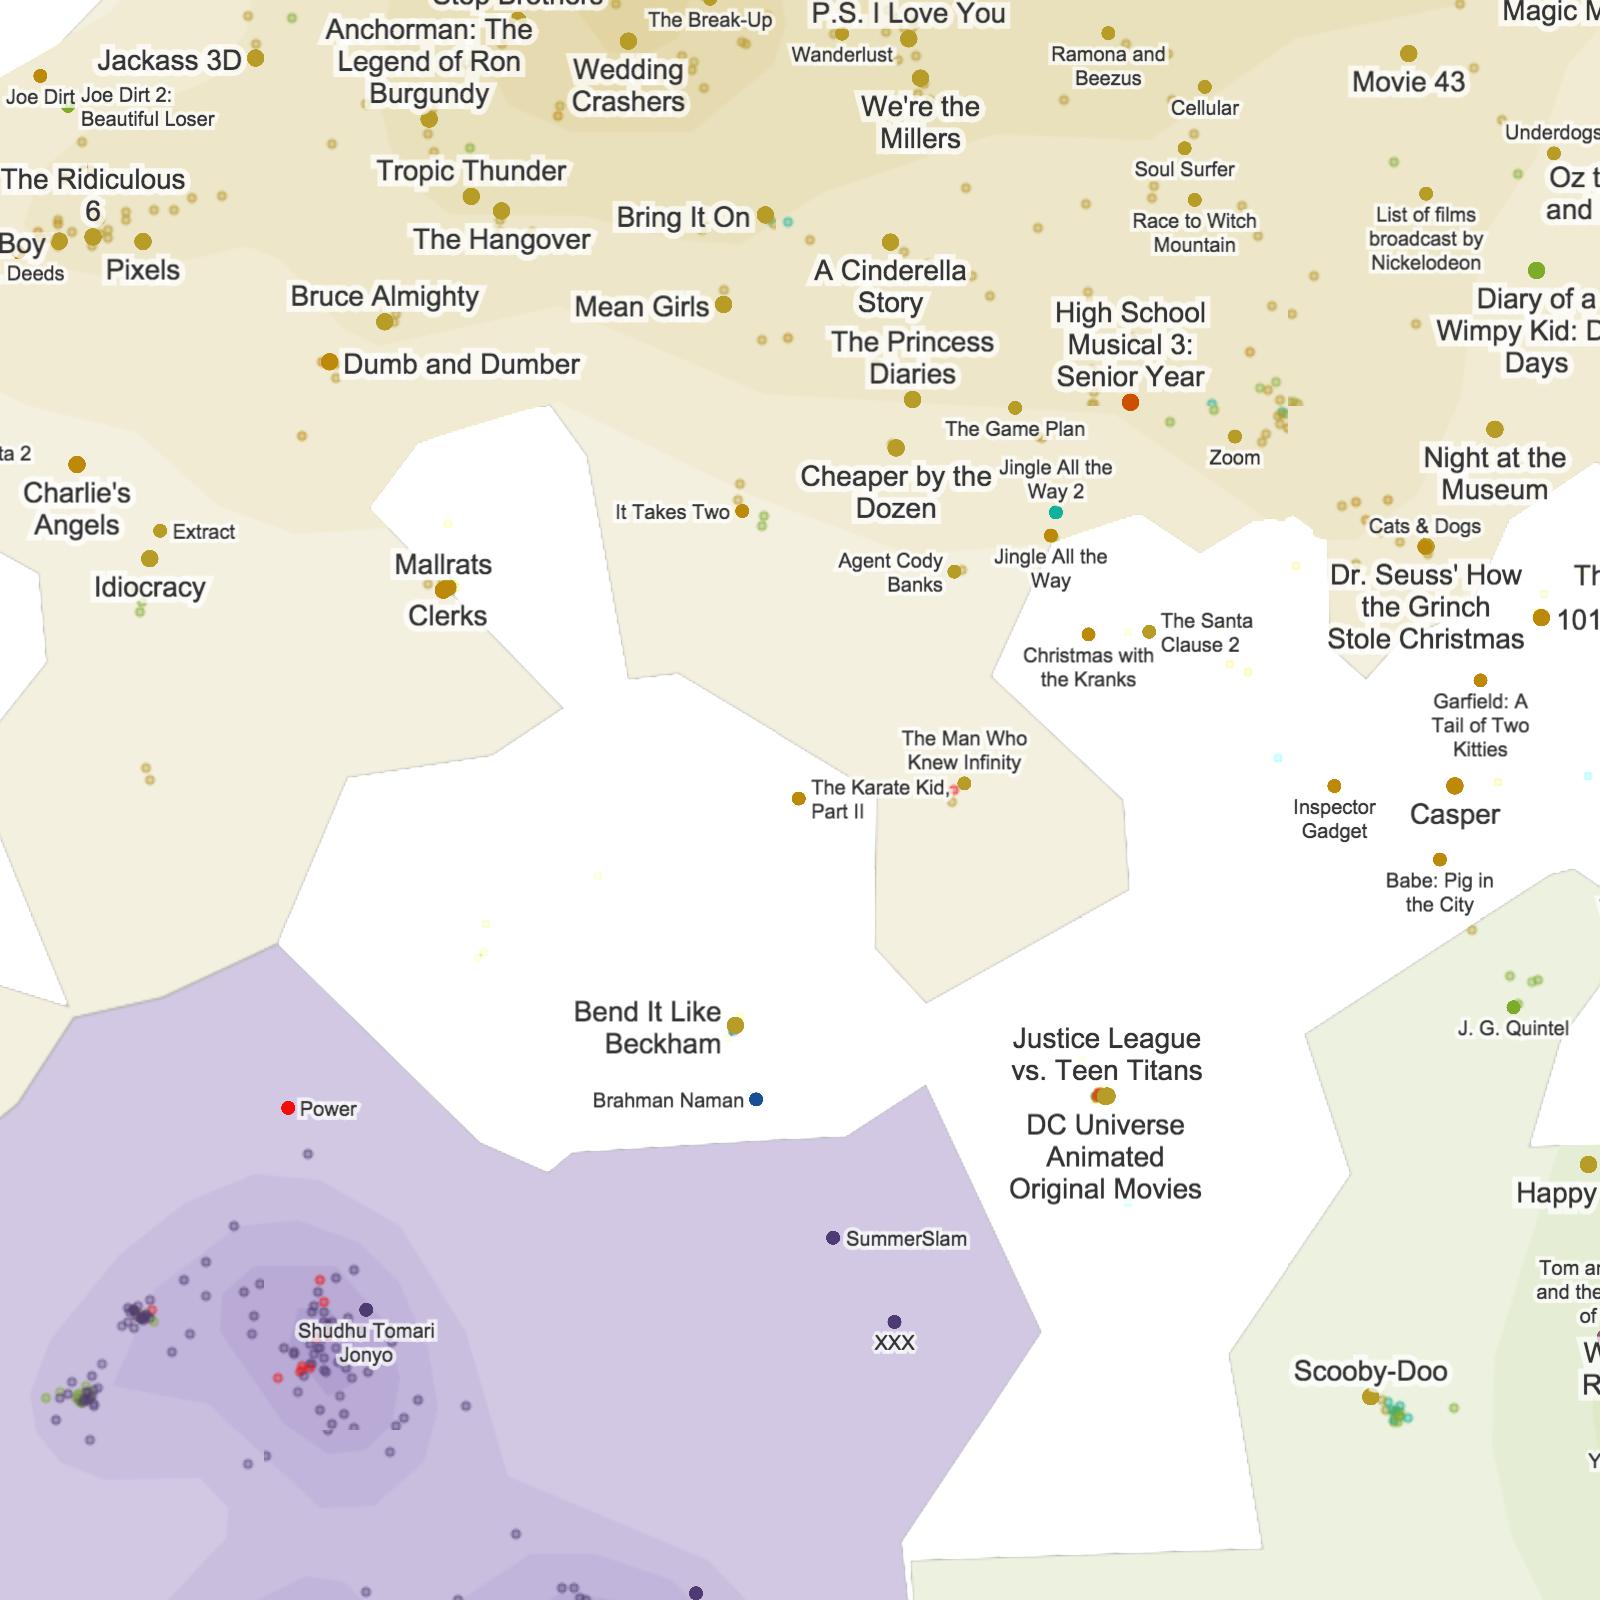 Step Brothers
The Break-Up
P.S. I Love You
Magic M
Anchorman: The
Legend of Ron
Burgundy
Jackass 3D
Wedding
Crashers
Wanderlust
Ramona and
Beezus
Movie 43
Joe Dirt
Joe Dirt 2:
Beautiful Loser
We're the
Millers
Cellular
Underdogs
The Ridiculous
6
Tropic Thunder
Soul Surfer
Oz t
and
Boy
Deeds
Pixels
The Hangover
Bring It On
Race to Witch
Mountain
List of films
broadcast by
Nickelodeon
A Cinderella
Story
Bruce Almighty
Mean Girls
High School
Musical 3:
Senior Year
Diary of a
Wimpy Kid: D
Days
The Princess
Diaries
Dumb and Dumber
The Game Plan
Zoom
Night at the
Museum
ta 2
Charlie's
Angels
Cheaper by the
Dozen
Jingle All the
Way 2
It Takes Two
Extract
Cats & Dogs
Mallrats
Clerks
Idiocracy
Agent Cody
Banks
Jingle All the
Way
Dr. Seuss' How
the Grinch
Stole Christmas
Th
101
The Santa
Clause 2
Christmas with
the Kranks
Garfield: A
Tail of Two
Kitties
The Man Who
Knew Infinity
The Karate Kid,
Part II
Inspector
Gadget
Casper
Babe: Pig in
the City
Bend It Like
Beckham
Brahman Naman
Justice League
vs. Teen Titans
DC Universe
Animated
Original Movies
J. G. Quintel
Power
Happy
SummerSlam
Tom an
and the
of
Shudhu Tomari
Jonyo
XXX
W
R
Scooby-Doo
Y